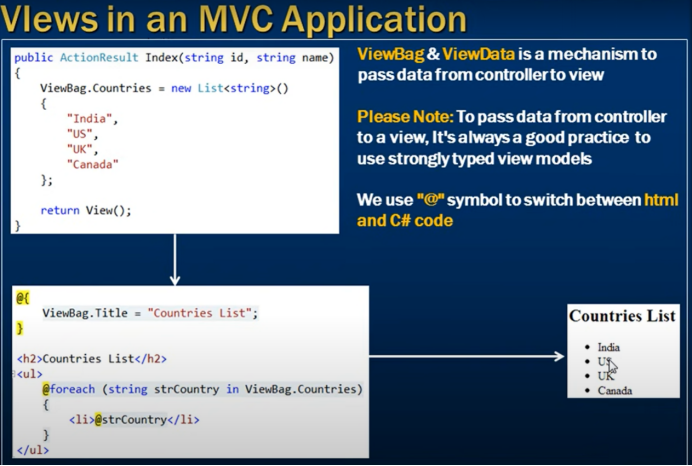 VIews in an MVC Application
public ActionResult Index(string id, string name)
{
ViewBag.Countries = new List<string>()
{
"India",
"US",
"UK",
"Canada"
};
return View();
}
ViewBag & ViewData is a mechanism to
pass data from controller to view
Please Note: To pass data from controller
to a view, It's always a good practice to
use strongly typed view models
We use "@" symbol to switch between html
and C# code
@{
ViewBag.Title = "Countries List";
}
<h2>Countries List</h2>
<ul>
@foreach (string strCountry in ViewBag.Countries)
{
<li>@strCountry</li>
}
</ul>
Countries List
India
US
UK
Canada